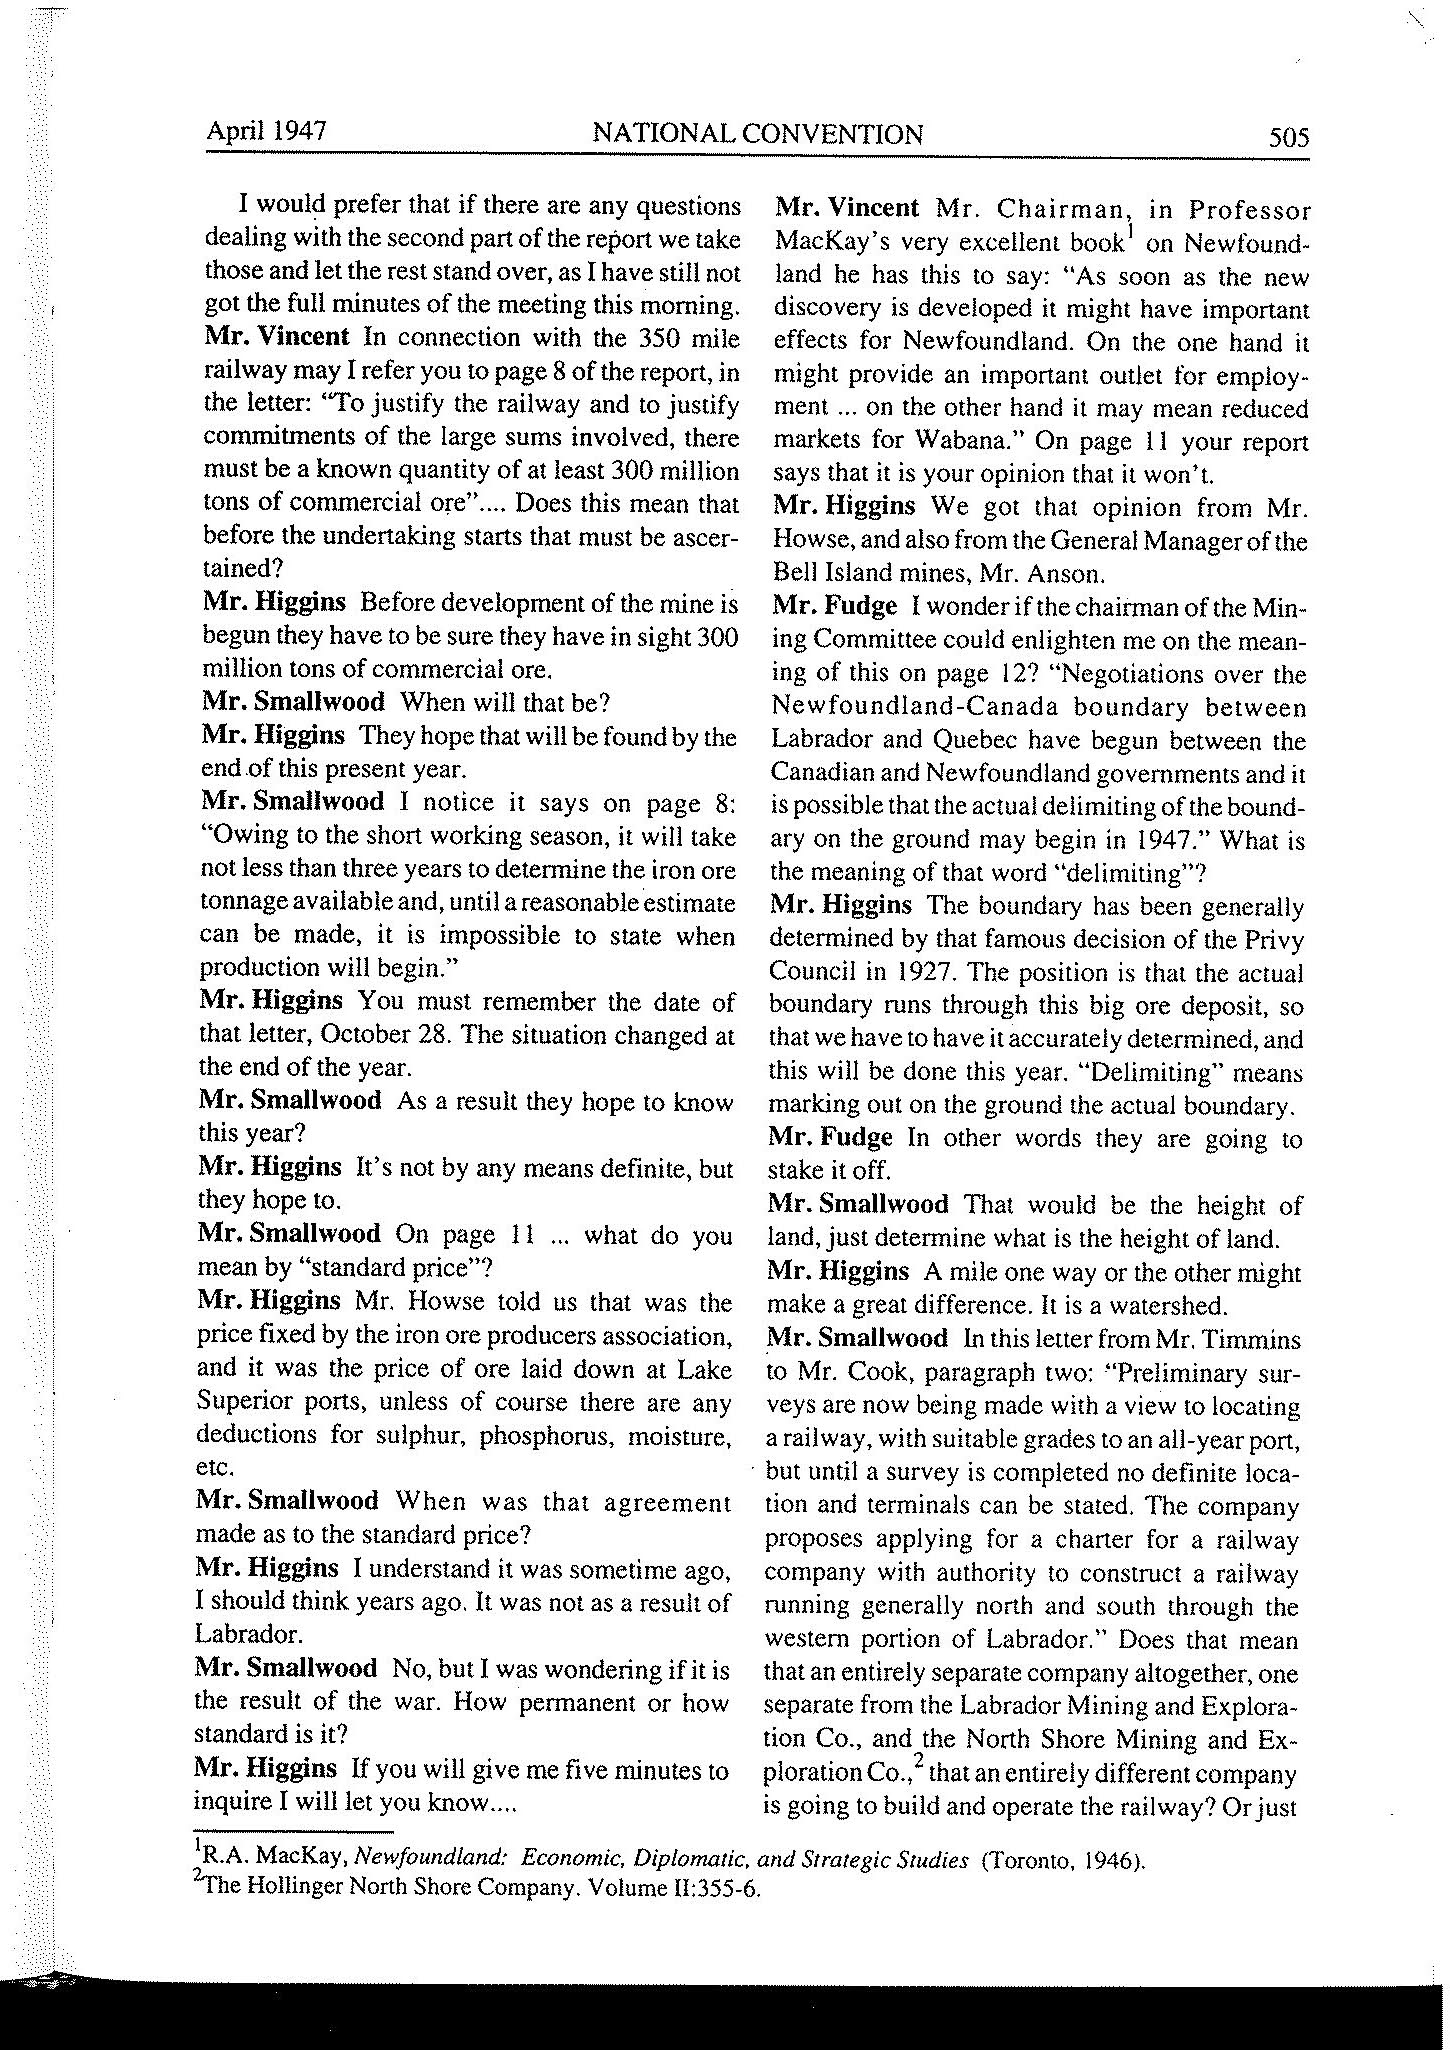 April 1947
NATIONAL CONVENTION
505
I would prefer that if there are any questions
dealing with the second part of the report we take
those and let the rest stand over, as I have still not
got the full minutes of the meeting this morning.
Mr. Vincent In connection with the 350 mile
railway may I refer you to page 8 of the report, in
the letter: "To justify the railway and to justify
commitments of the large sums involved, there
must be a known quantity of at least 300 million
tons of commercial ore".... Does this mean that
before the undertaking starts that must be ascer-
tained?
Mr. Higgins Before development of the mine is
begun they have to be sure they have in sight 300
million tons of commercial ore.
Mr. Smallwood When will that be?
Mr. Higgins They hope that will be found by the
end of this present year.
Mr. Smallwood I notice it says on page 8:
"Owing to the short working season, it will take
not less than three years to determine the iron ore
tonnage available and, until a reasonable estimate
can be made, it is impossible to state when
production will begin."
Mr. Higgins You must remember the date of
that letter, October 28. The situation changed at
the end of the year.
Mr. Smallwood As a result they hope to know
this year?
Mr. Higgins It's not by any means definite, but
they hope to.
Mr. Smallwood On page 11 ... what do you
mean by "standard price"?
Mr. Higgins Mr. Howse told us that was the
price fixed by the iron ore producers association,
and it was the price of ore laid down at Lake
Superior ports, unless of course there are any
deductions for sulphur, phosphorus, moisture,
etc.
Mr. Smallwood When was that agreement
made as to the standard price?
Mr. Higgins I understand it was sometime ago,
I should think years ago. It was not as a result of
Labrador.
Mr. Smallwood No, but I was wondering if it is
the result of the war. How permanent or how
standard is it?
Mr. Higgins If you will give me five minutes to
inquire I will let you know....
Mr. Vincent Mr. Chairman, in Professor
MacKay's very excellent book1 on Newfound-
land he has this to say: "As soon as the new
discovery is developed it might have important
effects for Newfoundland. On the one hand it
might provide an important outlet for employ-
ment ... on the other hand it may mean reduced
markets for Wabana." On page 11 your report
says that it is your opinion that it won't.
Mr. Higgins We got that opinion from Mr.
Howse, and also from the General Manager of the
Bell Island mines, Mr. Anson.
Mr. Fudge I wonder if the chairman of the Min-
ing Committee could enlighten me on the mean-
ing of this on page 12? "Negotiations over the
Newfoundland-Canada boundary between
Labrador and Quebec have begun between the
Canadian and Newfoundland governments and it
is possible that the actual delimiting of the bound-
ary on the ground may begin in 1947." What is
the meaning of that word "delimiting"?
Mr. Higgins The boundary has been generally
determined by that famous decision of the Privy
Council in 1927. The position is that the actual
boundary runs through this big ore deposit, so
that we have to have it accurately determined, and
this will be done this year. "Delimiting" means
marking out on the ground the actual boundary.
Mr. Fudge In other words they are going to
stake it off.
Mr. Smallwood That would be the height of
land, just determine what is the height of land.
Mr. Higgins A mile one way or the other might
make a great difference. It is a watershed.
Mr. Smallwood In this letter from Mr. Timmins
to Mr. Cook, paragraph two: "Preliminary sur-
veys are now being made with a view to locating
a railway, with suitable grades to an all-year port,
but until a survey is completed no definite loca-
tion and terminals can be stated. The company
proposes applying for a charter for a railway
company with authority to construct a railway
running generally north and south through the
western portion of Labrador." Does that mean
that an entirely separate company altogether, one
separate from the Labrador Mining and Explora-
tion Co., and the North Shore Mining and Ex-
ploration Co.,2 that an entirely different company
is going to build and operate the railway? Or just
1R.A. MacKay, Newfoundland: Economic, Diplomatic, and Strategic Studies (Toronto, 1946).
2The Hollinger North Shore Company. Volume II:355-6.